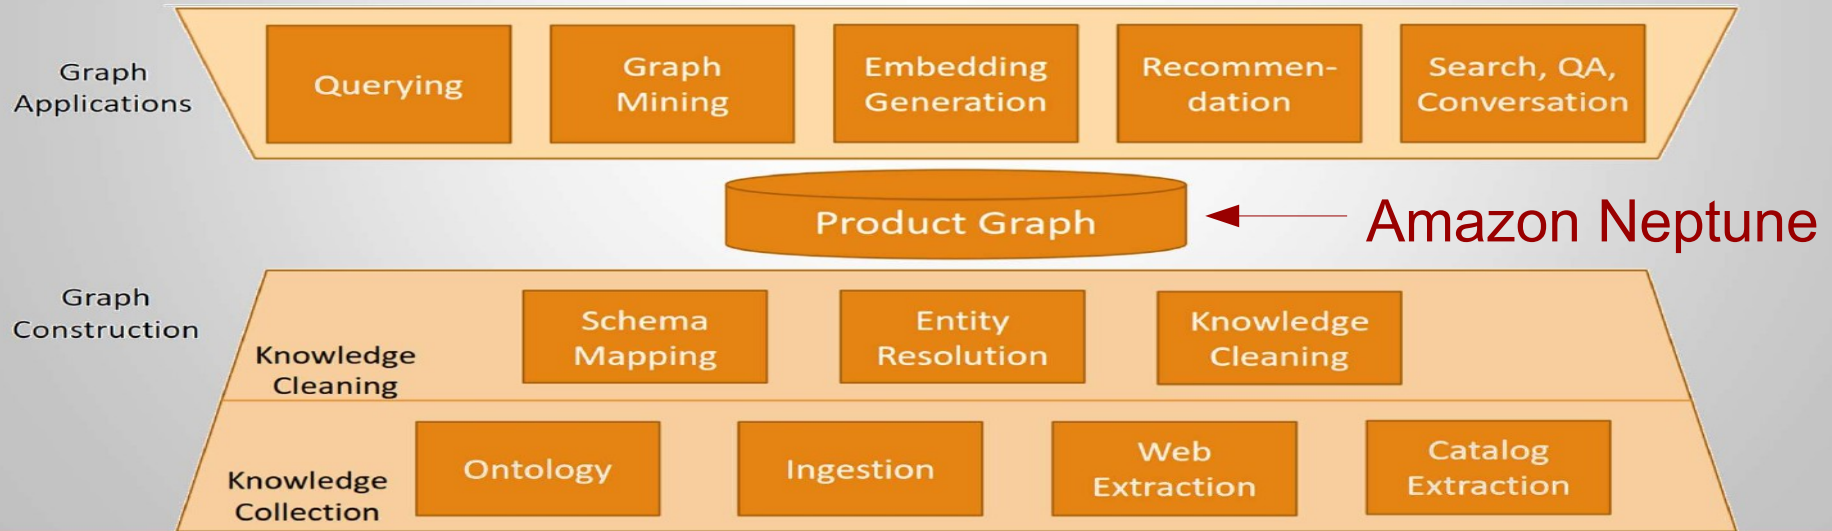 Graph
Applications
Querying
Graph
Mining
Embedding
Generation
Recommen-
dation
Search, QA,
Conversation
Product Graph
Amazon Neptune
Graph
Construction
Knowledge
Cleaning
Schema
Mapping
Entity
Resolution
Knowledge
Cleaning
Knowledge
Collection
Ontology
Ingestion
Web
Extraction
Catalog
Extraction